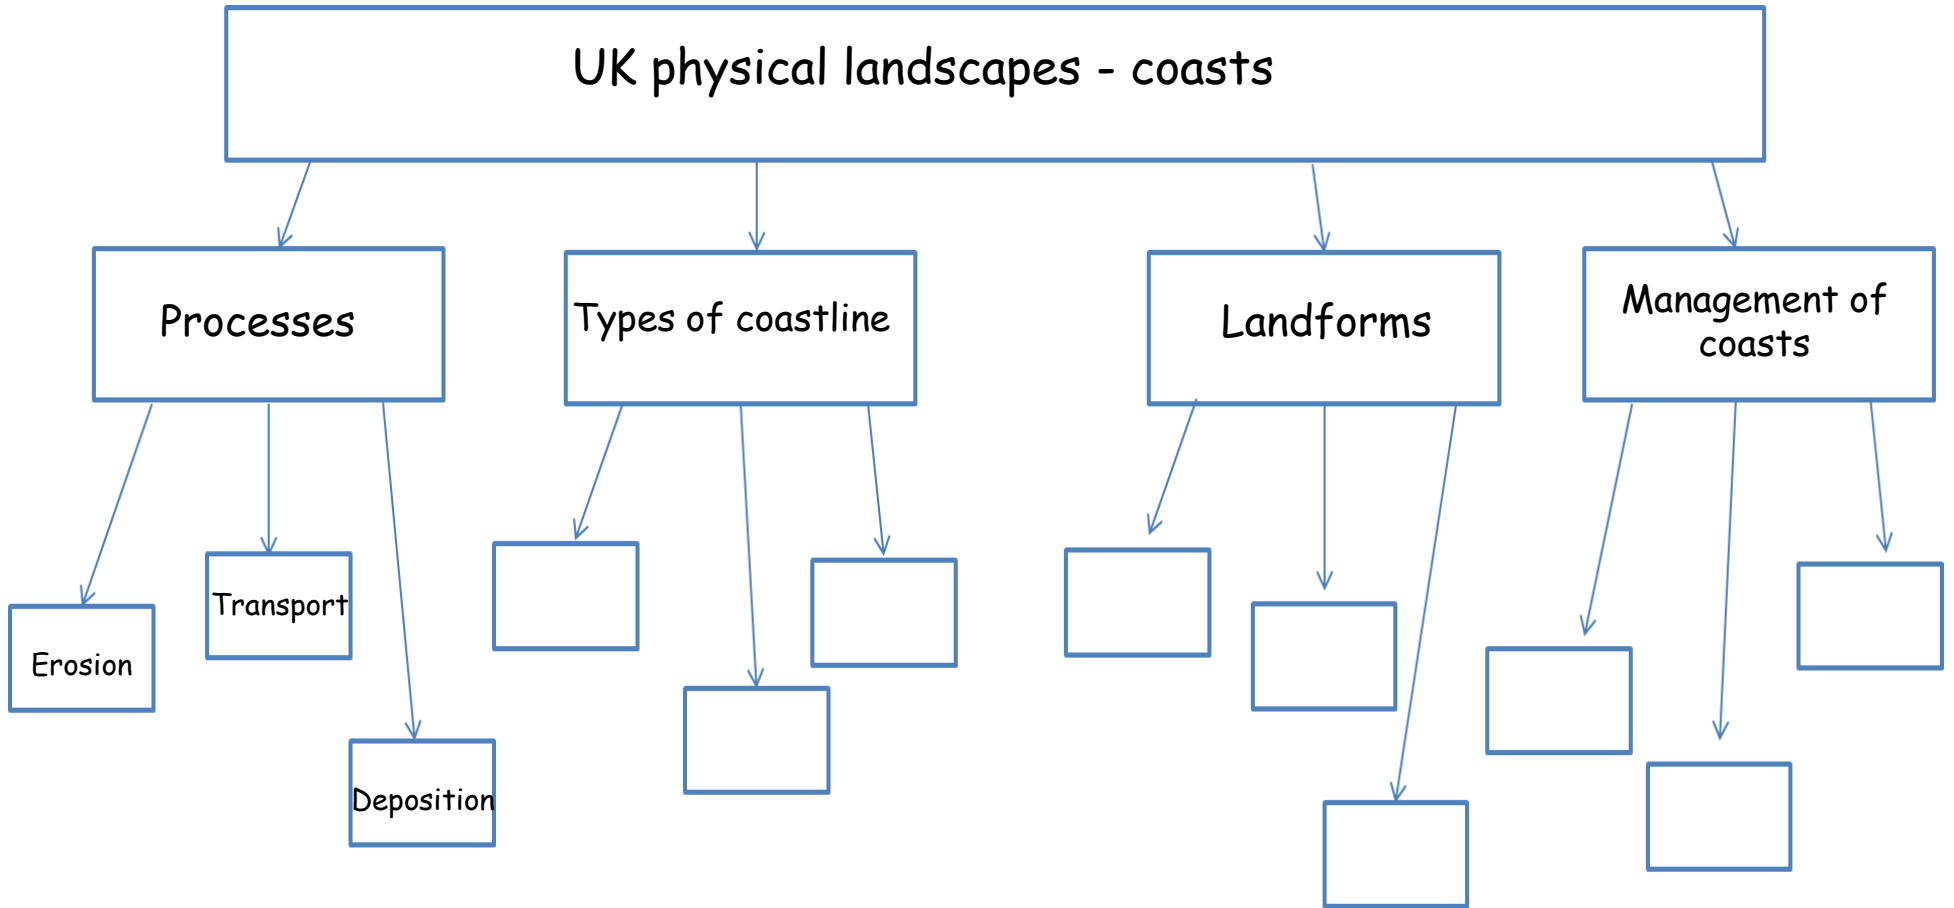 UK physical landscapes - coasts
Processes
Types of coastline
Landforms
Management of
coasts
Erosion
Transport
Deposition